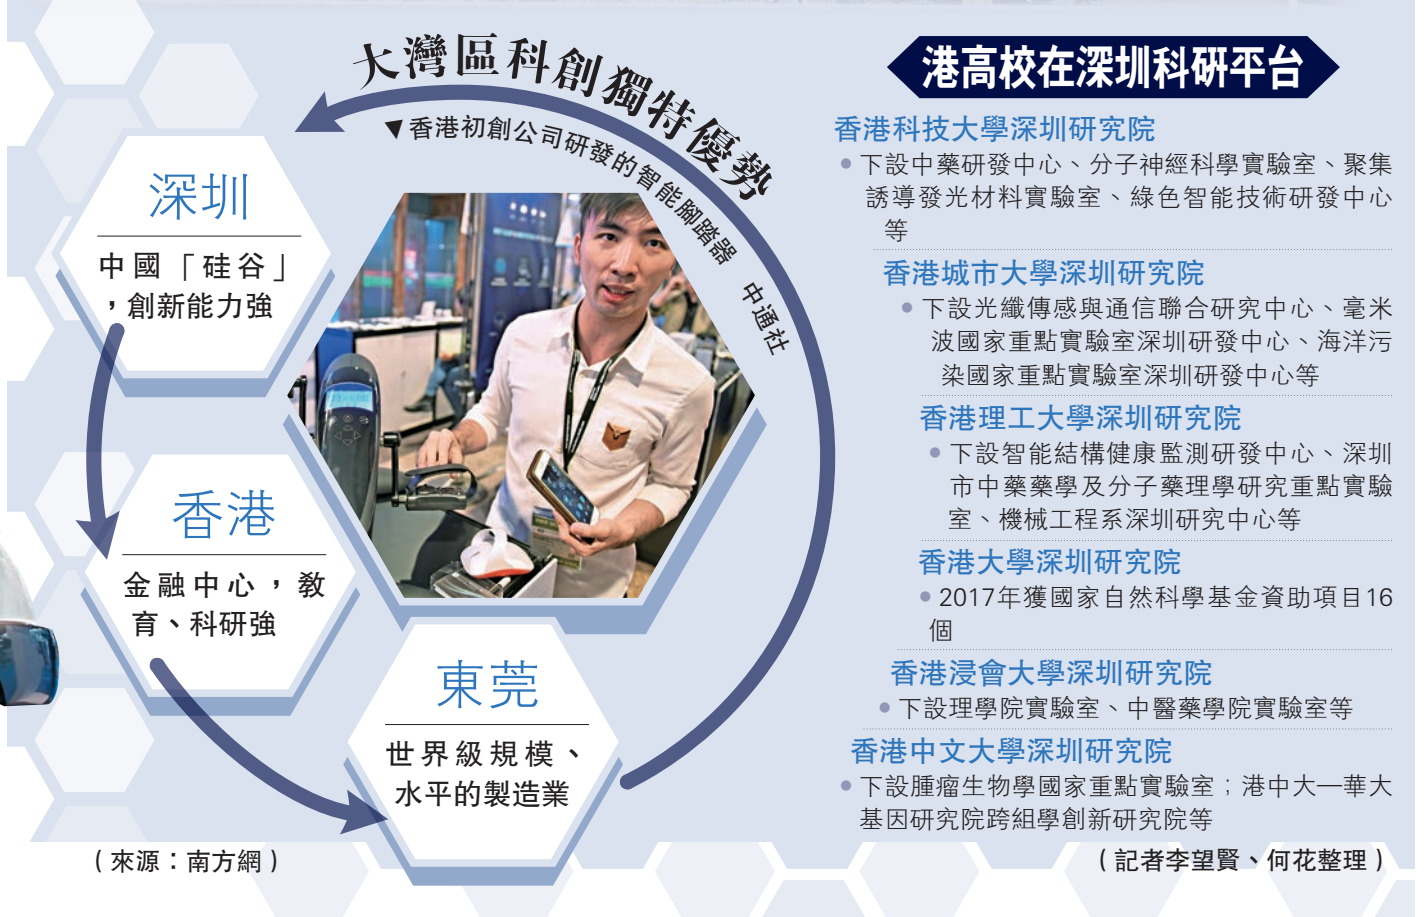 大灣區科創獨特優勢
▼香港初創公司研發的智能腳踏器 中通社
深圳
中國「硅谷」
，創新能力強
香港
金融中心，教
育、科研強
東莞
世界級規模、
水平的製造業
（來源：南方網）
港高校在深圳科研平台
香港科技大學深圳研究院
●下設中藥研發中心、分子神經科學實驗室、聚集
誘導發光材料實驗室、綠色智能技術研發中心
等
香港城市大學深圳研究院
●下設光纖傳感與通信聯合研究中心、毫米
波國家重點實驗室深圳研發中心、海洋污
染國家重點實驗室深圳研發中心等
香港理工大學深圳研究院
●下設智能結構健康監測研發中心、深圳
市中藥藥學及分子藥理學研究重點實驗
室、機械工程系深圳研究中心等
香港大學深圳研究院
●2017年獲國家自然科學基金資助項目16
個
香港浸會大學深圳研究院
●下設理學院實驗室、中醫藥學院實驗室等
香港中文大學深圳研究院
●下設腫瘤生物學國家重點實驗室；港中大—華大
基因研究院跨組學創新研究院等
（記者李望賢、何花整理）